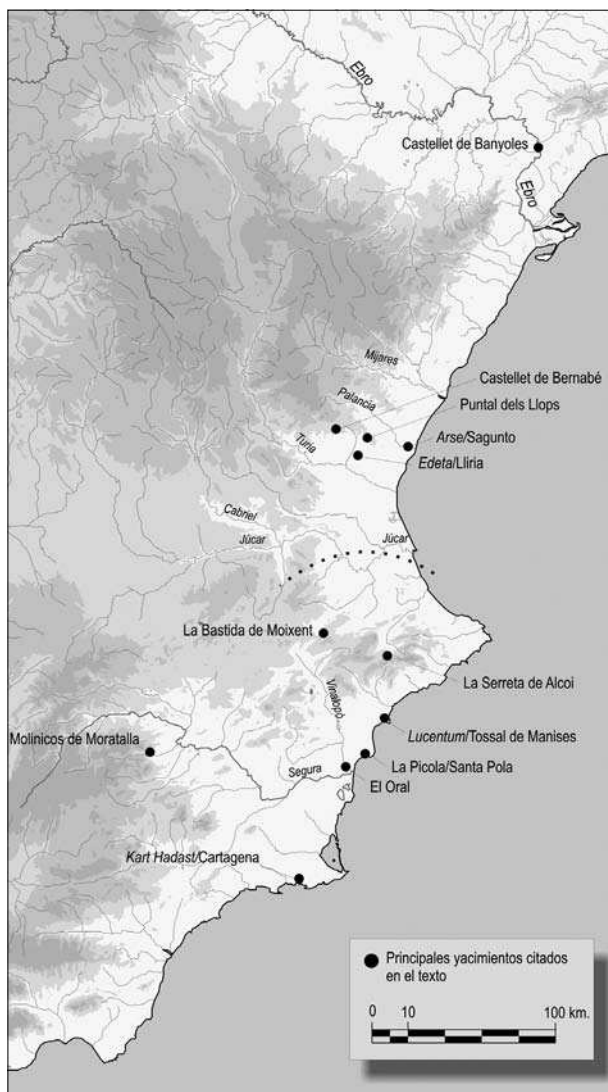 Ebro
Castellet de Banyoles
Ebro
Mijares
Castellet de Bernabé
Palancia
Puntal dels Llops
Turia
Arse/Sagunto
Edeta/Lliria
Cabriel
Júcar
Júcar
La Bastida de Moixent
La Serreta de Alcoi
Vinalopó
Lucentum/Tossal de Manises
Molinicos de Moratalla
La Picola/Santa Pola
Segura
El Oral
Kart Hadast/Cartagena
Principales yacimientos citados
en el texto
0 10 100 km.